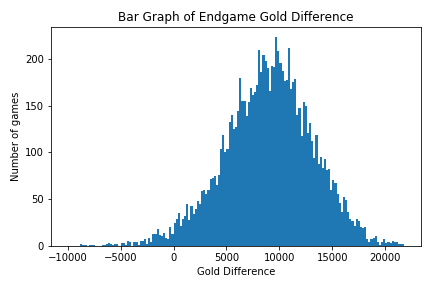 Bar Graph of Endgame Gold Difference
Number of games
200
150
100
50
0
−10000 −5000 0 5000 10000 15000 20000
Gold Difference